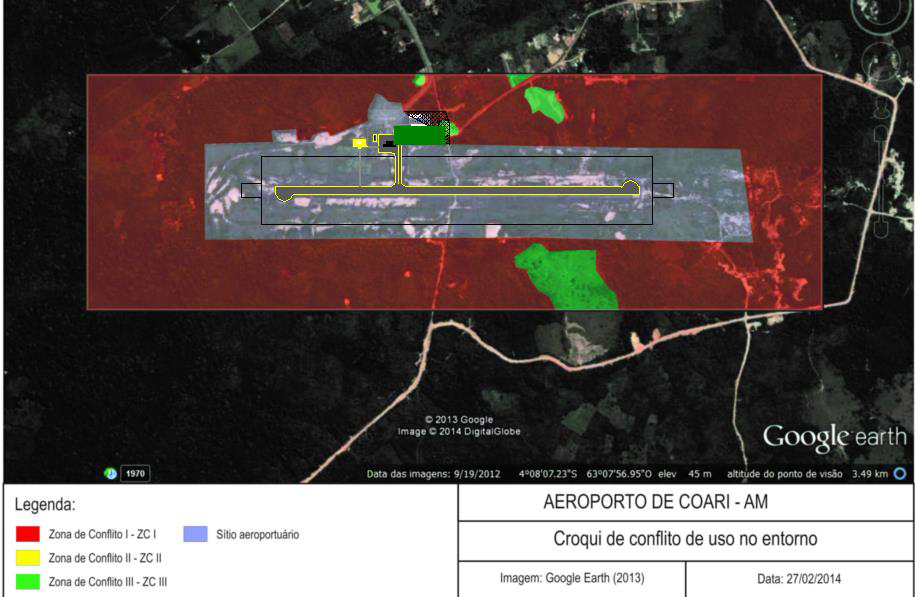 © 2013 Google
Image © 2014 DigitalGlobe
Google earth
1970
Data das imagens: 9/19/2012 4°08'07.23"S 63°07'56.95"O elev 45 m altitude do ponto de visão 3.49 km
Legenda:
Zona de Conflito I - ZC I
Sítio aeroportuário
Zona de Conflito II - ZC II
Zona de Conflito III - ZC III
AEROPORTO DE COARI - AM
Croqui de conflito de uso no entorno
Imagem: Google Earth (2013)
Data: 27/02/2014